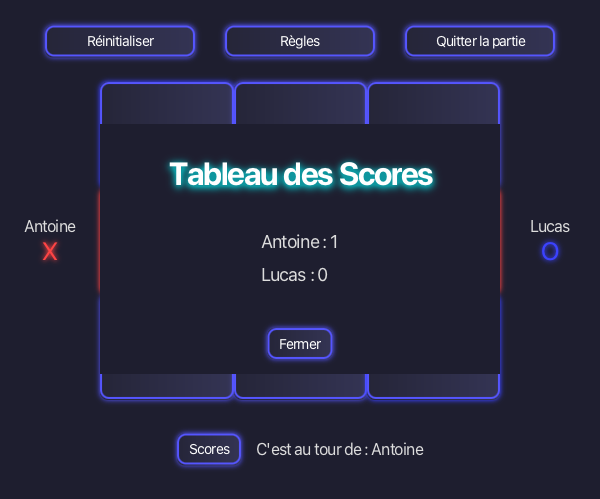 Réinitialiser
Règles
Quitter la partie
Tableau des Scores
Antoine
X
Lucas
O
Antoine : 1
Lucas : 0
Fermer
Scores
C'est au tour de : Antoine